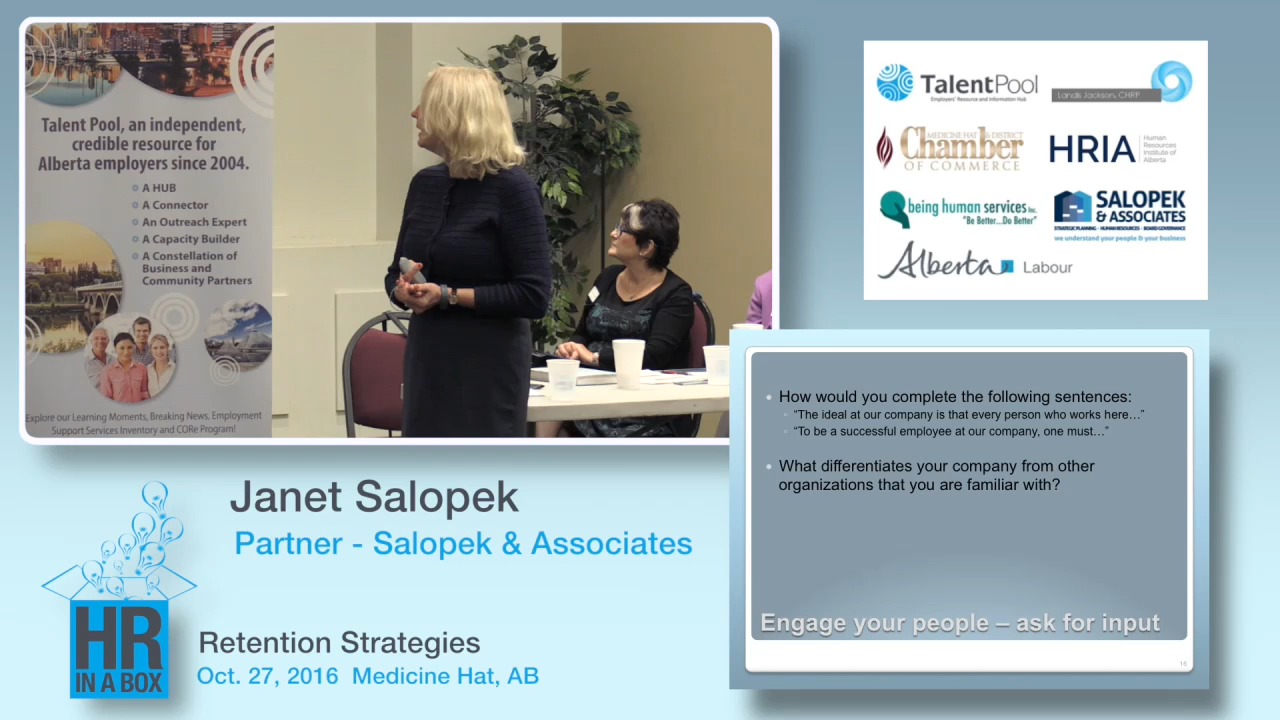 Talent Pool, an independent,
credible resource for
Alberta employers since 2004.
A HUB
A Connector
An Outreach Expert
A Capacity Builder
A Constellation of
Business and
Community Partners
Explore our Learning Moments, Breaking News, Employment
Support Services Inventory and CORe Program!
TalentPool
Employers' Resource and Information Hub
Landis Jackson, CHRP
MEDICINE HAT & DISTRICT
Chamber
OF COMMERCE
HRIA
Human
Resources
Institute of
Alberta
being human services Inc.
"Be Better...Do Better"
SALOPEK
& ASSOCIATES
STRATEGIC PLANNING · HUMAN RESOURCES · BOARD GOVERNANCE
we understand your people & your business
Alberta Labour
How would you complete the following sentences:
“The ideal at our company is that every person who works here…”
“To be a successful employee at our company, one must…”
What differentiates your company from other
organizations that you are familiar with?
Engage your people – ask for input
15
Janet Salopek
Partner - Salopek & Associates
HR
IN A BOX
Retention Strategies
Oct. 27, 2016 Medicine Hat, AB